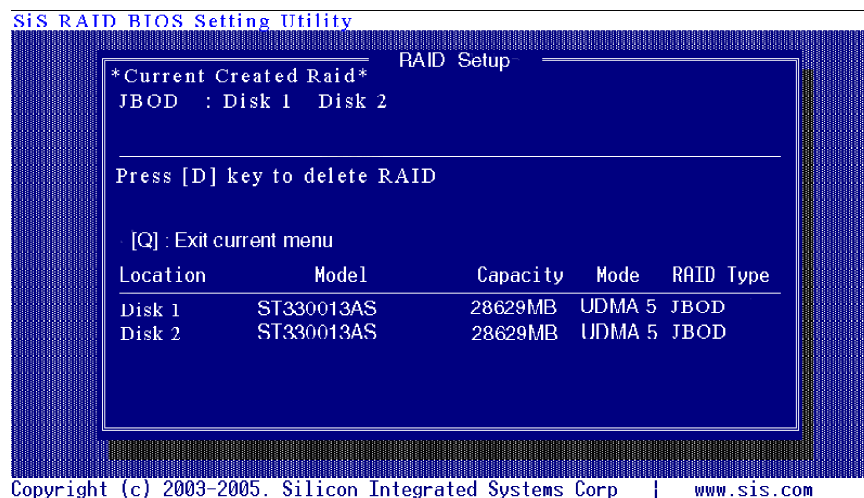 SiS RAID BIOS Setting Utility
RAID Setup
*Current Created Raid*
JBOD : Disk 1 Disk 2
Press [D] key to delete RAID
[Q] : Exit current menu
Location Model Capacity Mode RAID Type
Disk 1 ST330013AS 28629MB UDMA 5 JBOD
Disk 2 ST330013AS 28629MB UDMA 5 JBOD
Copyright (c) 2003-2005. Silicon Integrated Systems Corp | www.sis.com